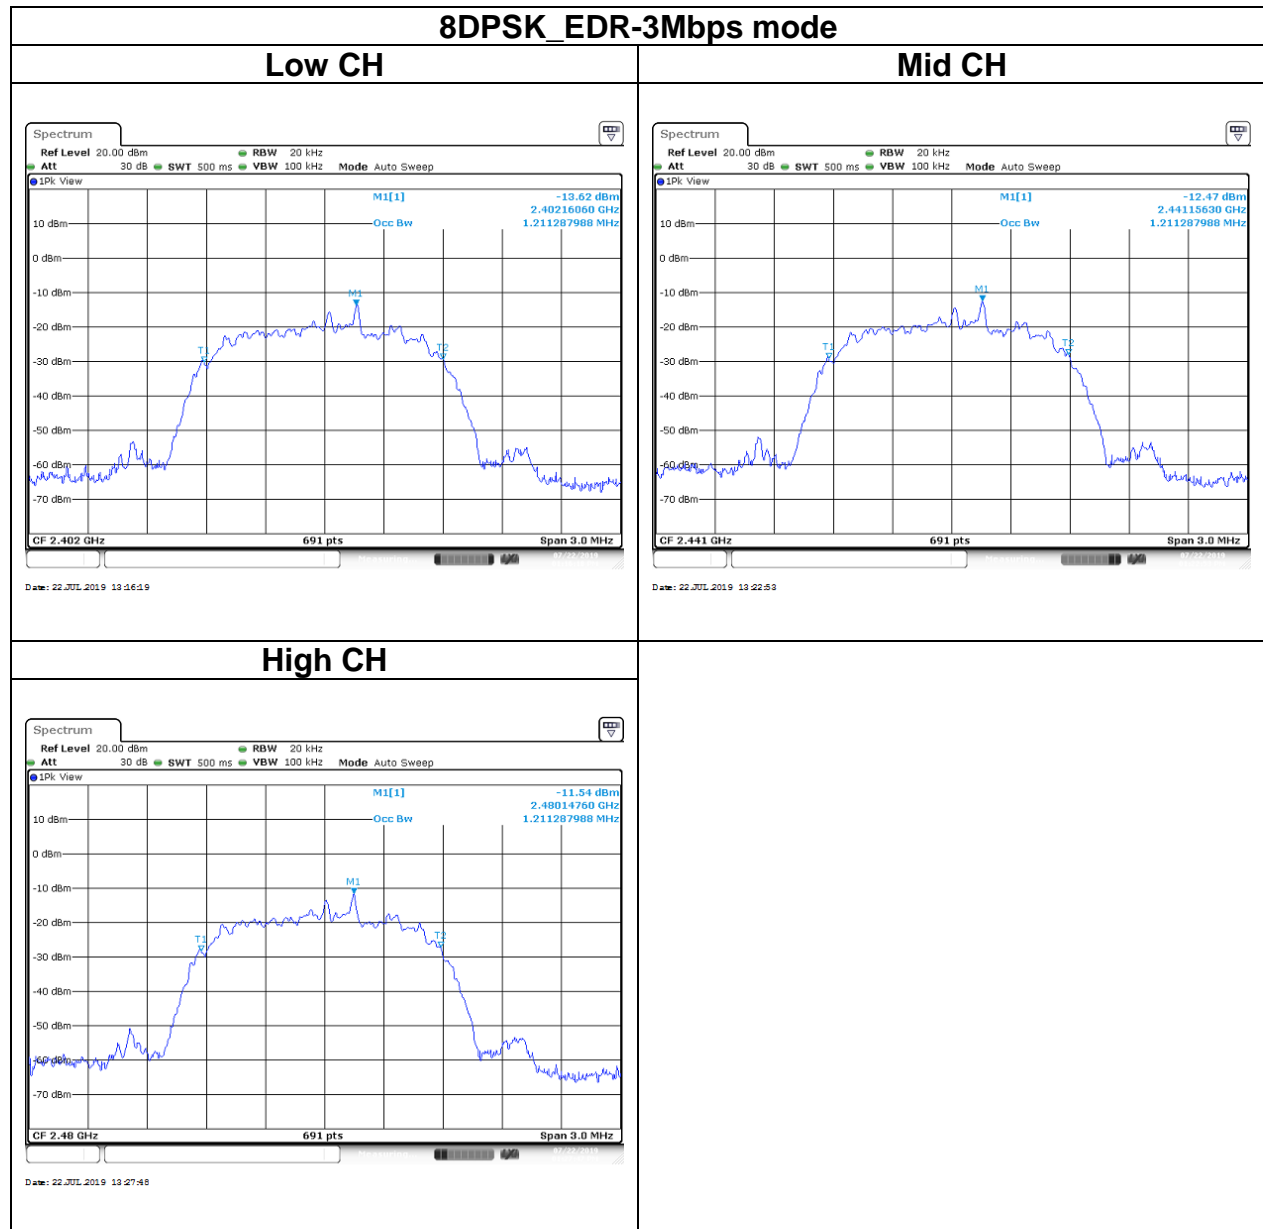 8DPSK_EDR-3Mbps mode
Low CH
Mid CH
Spectrum
Ref Level 20.00 dBm RBW 20 kHz
Att 30 dB SWT 500 ms VBW 100 kHz Mode Auto Sweep
1Pk View
M1[1] -13.62 dBm
2.40216060 GHz
10 dBm Occ Bw 1.211287988 MHz
0 dBm
-10 dBm
M1
-20 dBm
T1
T2
-30 dBm
-40 dBm
-50 dBm
-60 dBm
-70 dBm
CF 2.402 GHz 691 pts Span 3.0 MHz
07/22/2019
Date: 22.JUL.2019 13:16:19
Spectrum
Ref Level 20.00 dBm RBW 20 kHz
Att 30 dB SWT 500 ms VBW 100 kHz Mode Auto Sweep
1Pk View
M1[1] -12.47 dBm
2.44115630 GHz
10 dBm Occ Bw 1.211287988 MHz
0 dBm
-10 dBm
M1
-20 dBm
T1
T2
-30 dBm
-40 dBm
-50 dBm
-60 dBm
-70 dBm
CF 2.441 GHz 691 pts Span 3.0 MHz
07/22/2019
Date: 22.JUL.2019 13:22:53
High CH
Spectrum
Ref Level 20.00 dBm RBW 20 kHz
Att 30 dB SWT 500 ms VBW 100 kHz Mode Auto Sweep
1Pk View
M1[1] -11.54 dBm
2.48014760 GHz
10 dBm Occ Bw 1.211287988 MHz
0 dBm
-10 dBm
M1
-20 dBm
T1
T2
-30 dBm
-40 dBm
-50 dBm
-60 dBm
-70 dBm
CF 2.48 GHz 691 pts Span 3.0 MHz
07/22/2019
Date: 22.JUL.2019 13:27:48